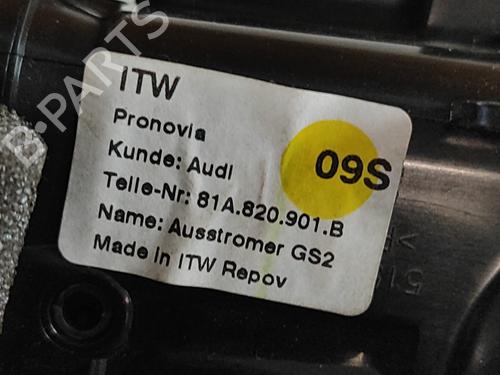 ITW
Pronovia
Kunde: Audi
09S
Teile-Nr: 81A.820.901.B
Name: Ausstromer GS2
Made in ITW Repov
B-PARTS